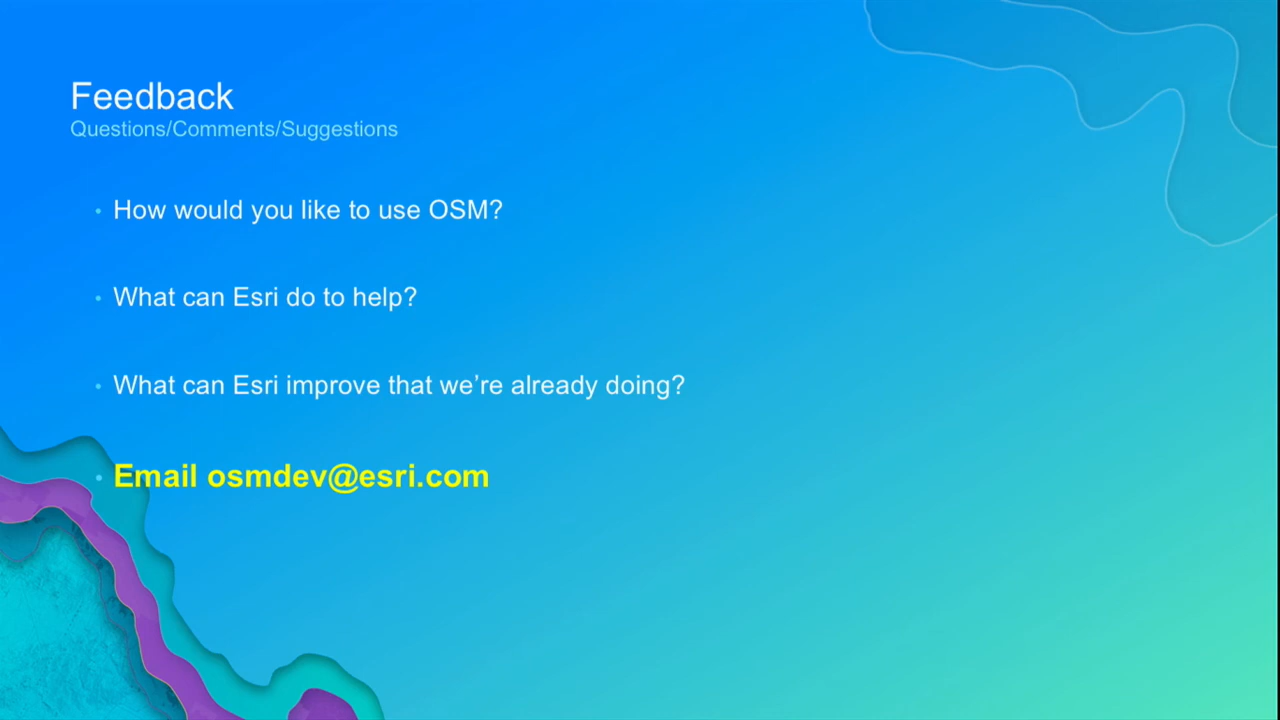 Feedback
Questions/Comments/Suggestions
• How would you like to use OSM?
• What can Esri do to help?
• What can Esri improve that we’re already doing?
• Email osmdev@esri.com